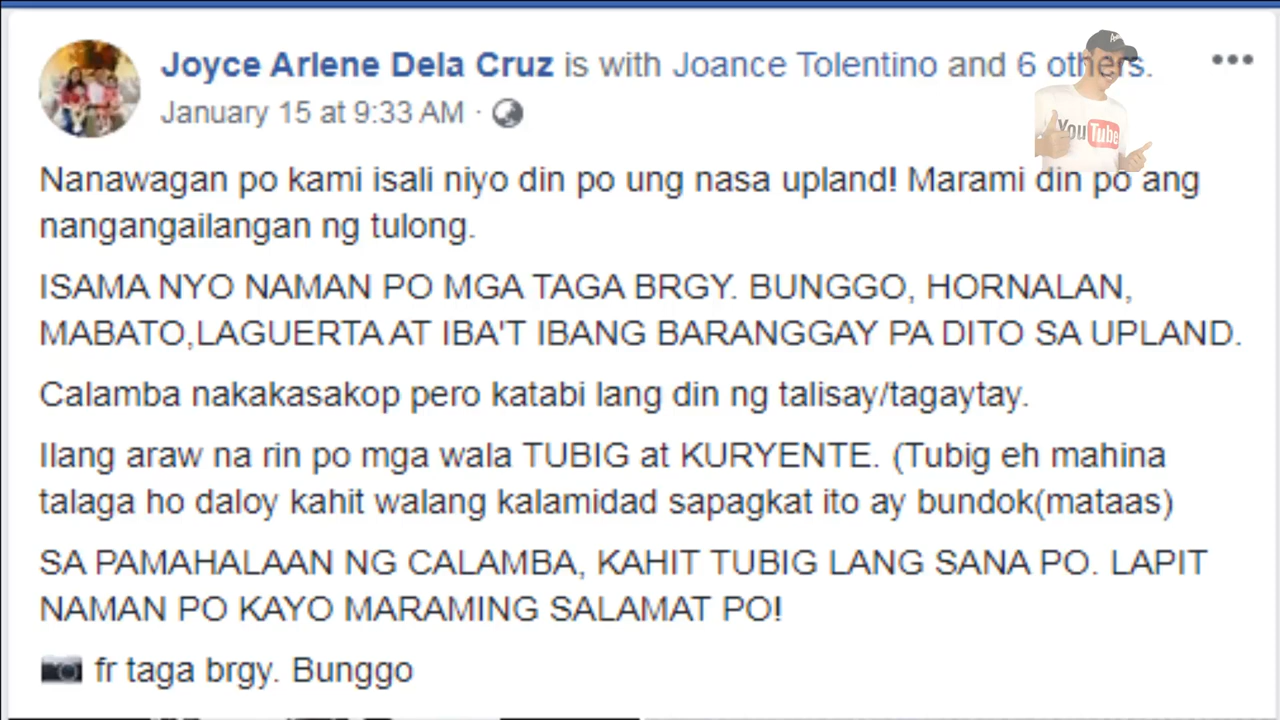 Joyce Arlene Dela Cruz is with Joance Tolentino and 6 others.
January 15 at 9:33 AM ·
Nanawagan po kami isali niyo din po ung nasa upland! Marami din po ang
nangangailangan ng tulong.
ISAMA NYO NAMAN PO MGA TAGA BRGY. BUNGGO, HORNALAN,
MABATO,LAGUERTA AT IBA'T IBANG BARANGGAY PA DITO SA UPLAND.
Calamba nakakasakop pero katabi lang din ng talisay/tagaytay.
Ilang araw na rin po mga wala TUBIG at KURYENTE. (Tubig eh mahina
talaga ho daloy kahit walang kalamidad sapagkat ito ay bundok(mataas)
SA PAMAHALAAN NG CALAMBA, KAHIT TUBIG LANG SANA PO. LAPIT
NAMAN PO KAYO MARAMING SALAMAT PO!
fr taga brgy. Bunggo
YouTube